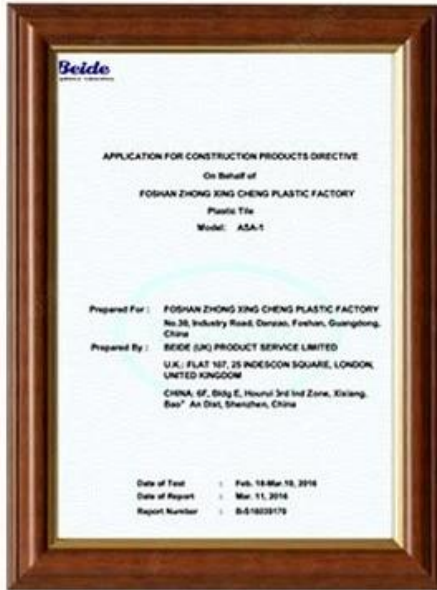 Beide
APPLICATION FOR CONSTRUCTION PRODUCTS DIRECTIVE
On Behalf of
FOSHAN ZHONG XING CHENG PLASTIC FACTORY
Plastic Tile
Model: ASA-1
Prepared For : FOSHAN ZHONG XING CHENG PLASTIC FACTORY
No.30, Industry Road, Danzao, Foshan, Guangdong,
China
Prepared By : BEIDE (UK) PRODUCT SERVICE LIMITED
U.K.: FLAT 107, 25 INDESCON SQUARE, LONDON,
UNITED KINGDOM
CHINA: 6F, Bldg E, Hourui 3rd Ind Zone, Xixiang,
Bao" An Dist, Shenzhen, China
Date of Test : Feb. 18-Mar.10, 2016
Date of Report : Mar. 11, 2016
Report Number :